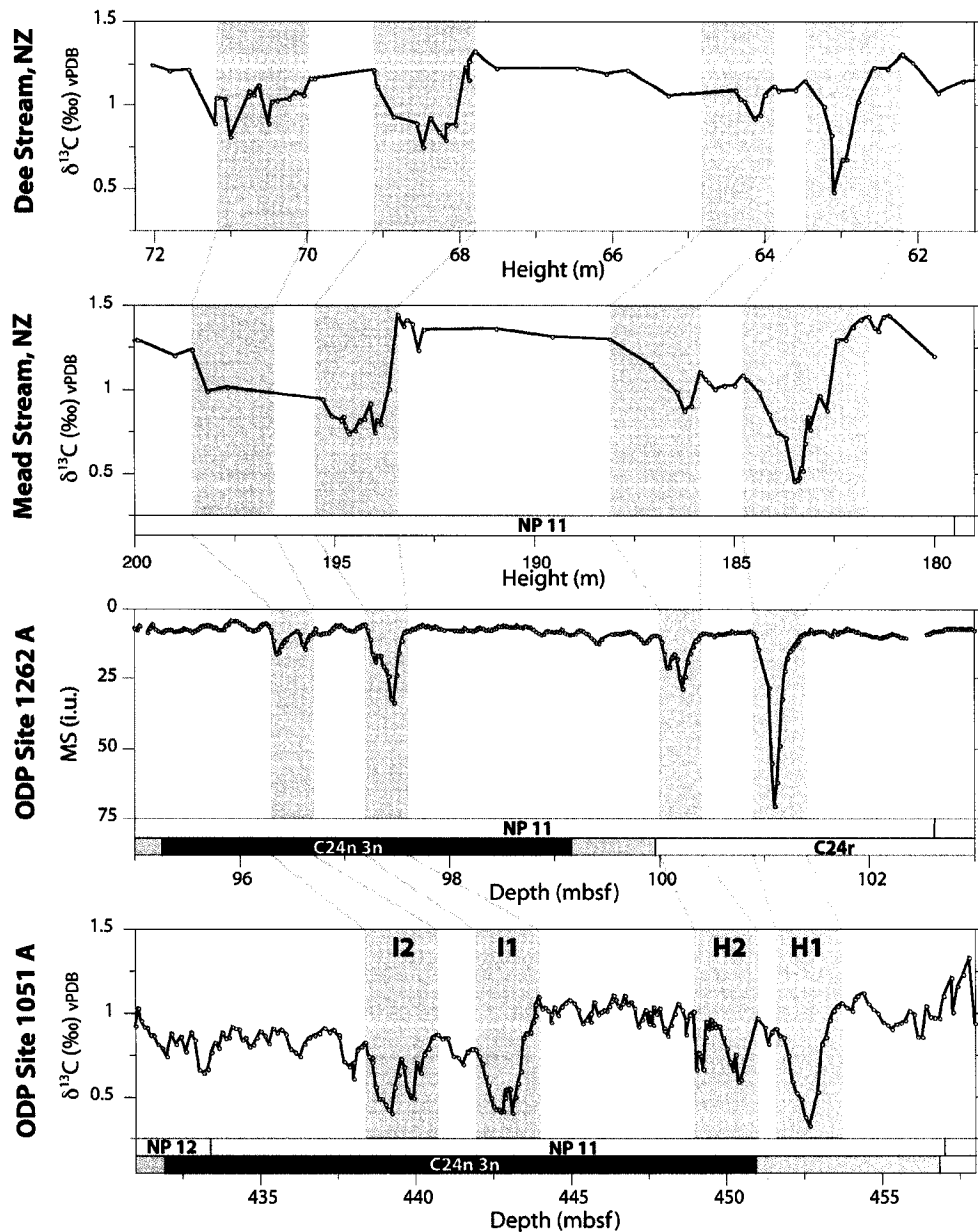 Dee Stream, NZ
δ¹³C (‰) vPDB
1.5
1
0.5
72 70 68 66 64 62
Height (m)
Mead Stream, NZ
δ¹³C (‰) vPDB
1.5
1
0.5
NP 11
200 195 190 185 180
Height (m)
ODP Site 1262 A
MS (i.u.)
0
25
50
75
NP 11
C24n 3n C24r
96 98 100 102
Depth (mbsf)
ODP Site 1051 A
δ¹³C (‰) vPDB
1.5
1
0.5
I2 I1 H2 H1
NP 12 NP 11
C24n 3n
435 440 445 450 455
Depth (mbsf)